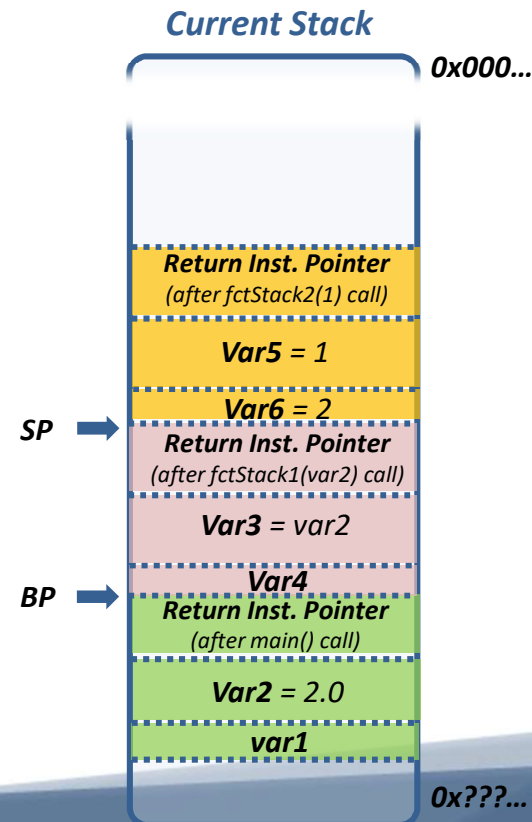 Current Stack
0x000...
Return Inst. Pointer
(after fctStack2(1) call)
Var5 = 1
Var6 = 2
SP
Return Inst. Pointer
(after fctStack1(var2) call)
Var3 = var2
Var4
BP
Return Inst. Pointer
(after main() call)
Var2 = 2.0
var1
0x???...